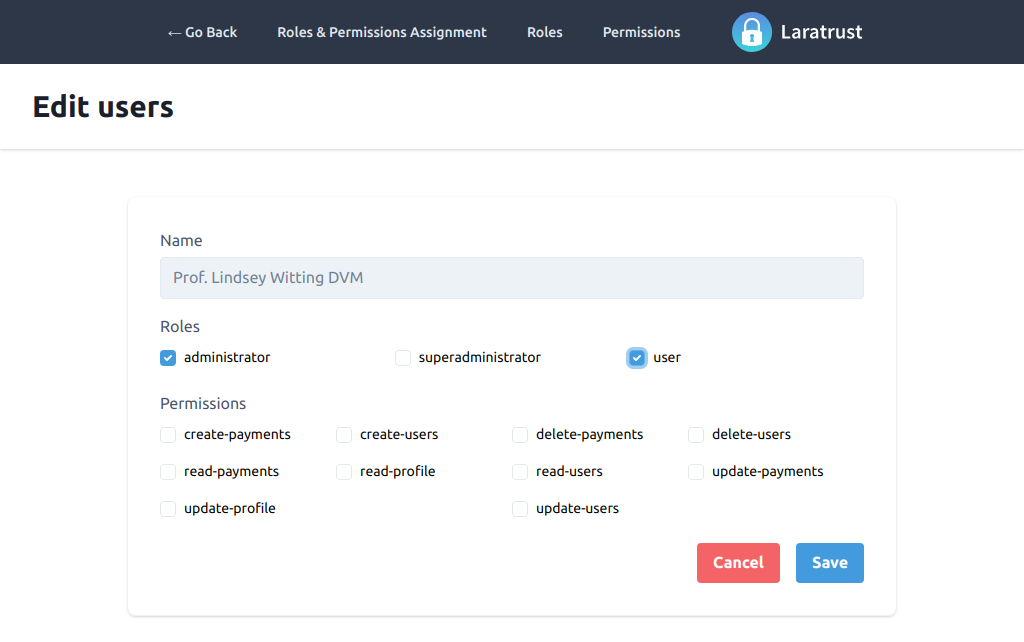 ← Go Back Roles & Permissions Assignment Roles Permissions Laratrust
Edit users
Name
Prof. Lindsey Witting DVM
Roles
administrator superadministrator user
Permissions
create-payments create-users delete-payments delete-users
read-payments read-profile read-users update-payments
update-profile update-users
Cancel Save